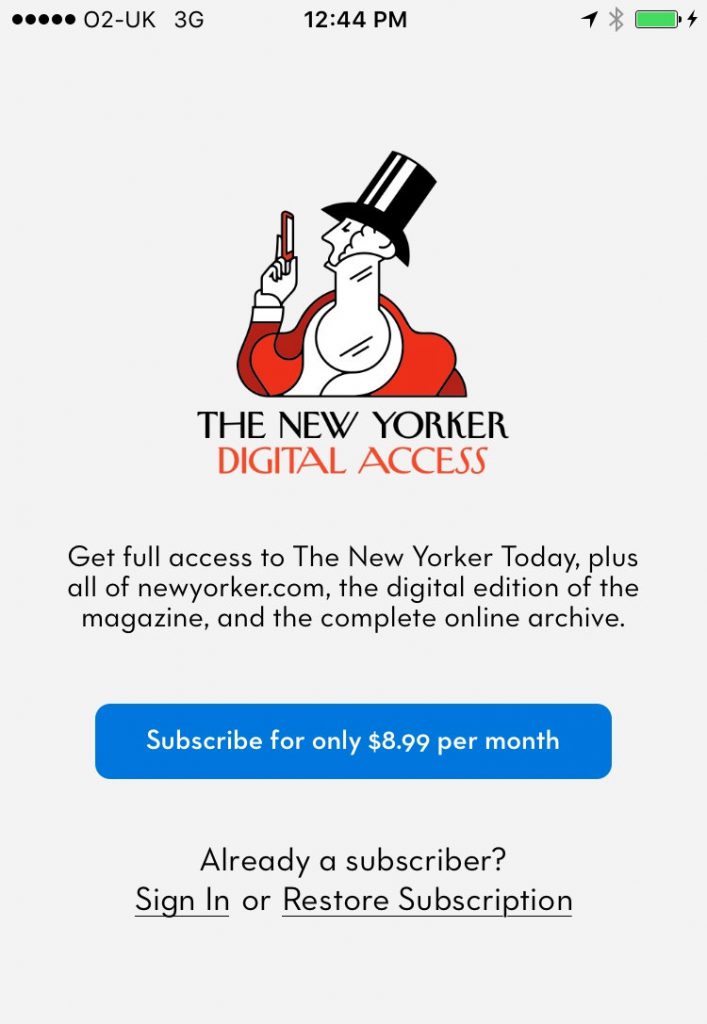 O2-UK 3G 12:44 PM
THE NEW YORKER
DIGITAL ACCESS
Get full access to The New Yorker Today, plus
all of newyorker.com, the digital edition of the
magazine, and the complete online archive.
Subscribe for only $8.99 per month
Already a subscriber?
Sign In or Restore Subscription